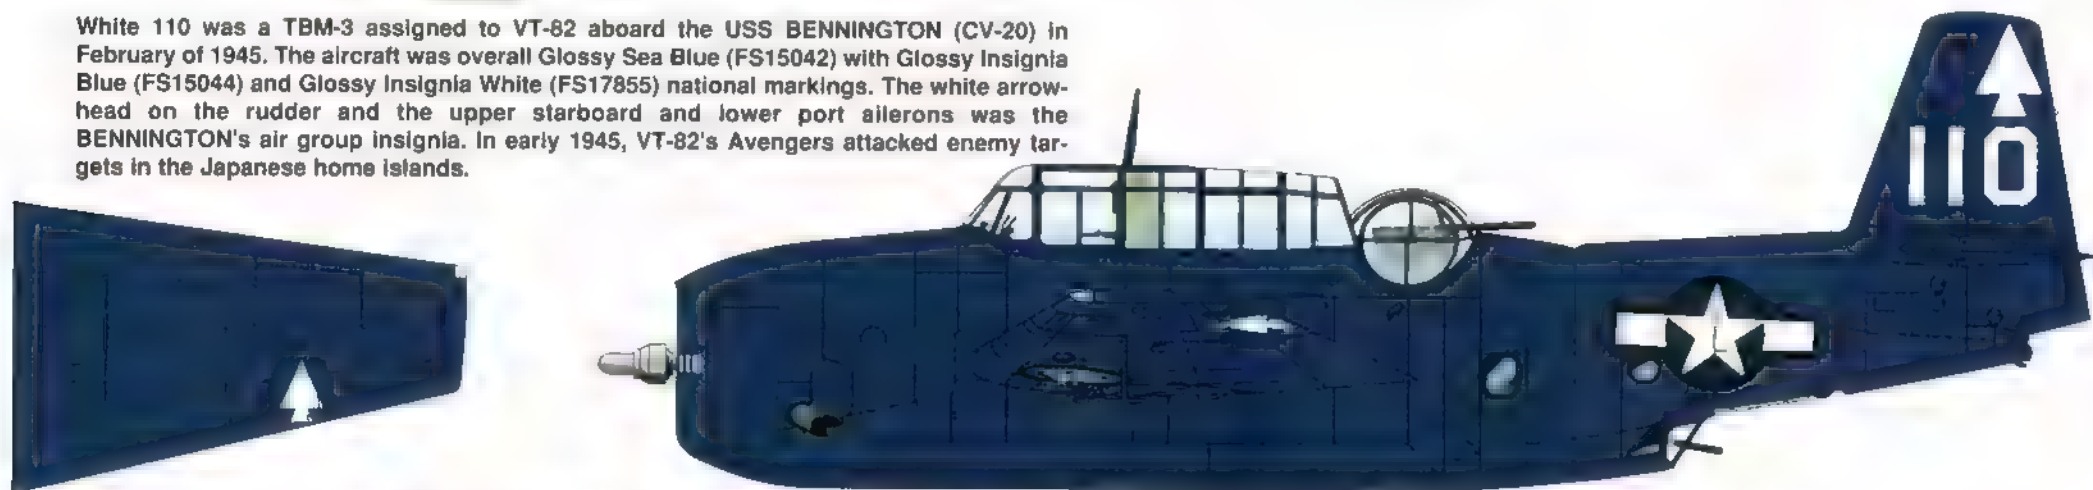 White 110 was a TBM-3 assigned to VT-82 aboard the USS BENNINGTON (CV-20) in
February of 1945. The aircraft was overall Glossy Sea Blue (FS15042) with Glossy Insignia
Blue (FS15044) and Glossy Insignia White (FS17855) national markings. The white arrow-
head on the rudder and the upper starboard and lower port ailerons was the
BENNINGTON's air group insignia. In early 1945, VT-82's Avengers attacked enemy tar-
gets in the Japanese home islands.
110